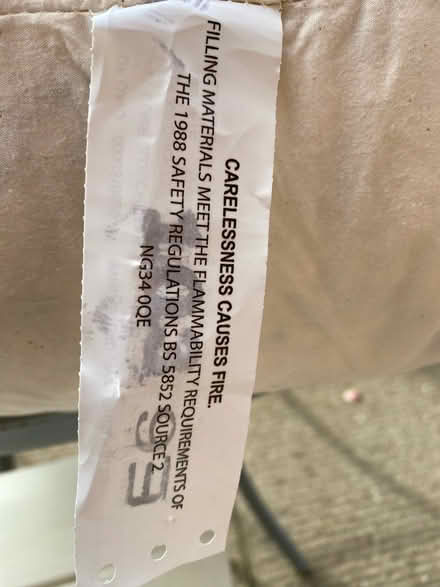 CARELESSNESS CAUSES FIRE.
FILLING MATERIALS MEET THE FLAMMABILITY REQUIREMENTS OF
THE 1988 SAFETY REGULATIONS BS 5852 SOURCE 2
NG34 0QE